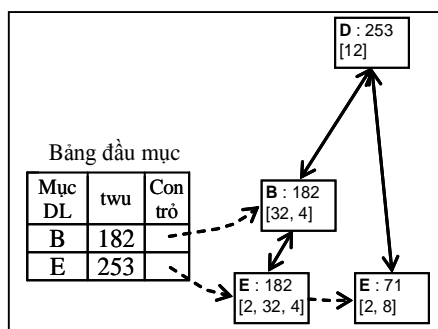 D : 253
[12]
Bảng đầu mục
Mục DL twu Con trỏ
B 182
E 253
B : 182
[32, 4]
E : 182
[2, 32, 4]
E : 71
[2, 8]